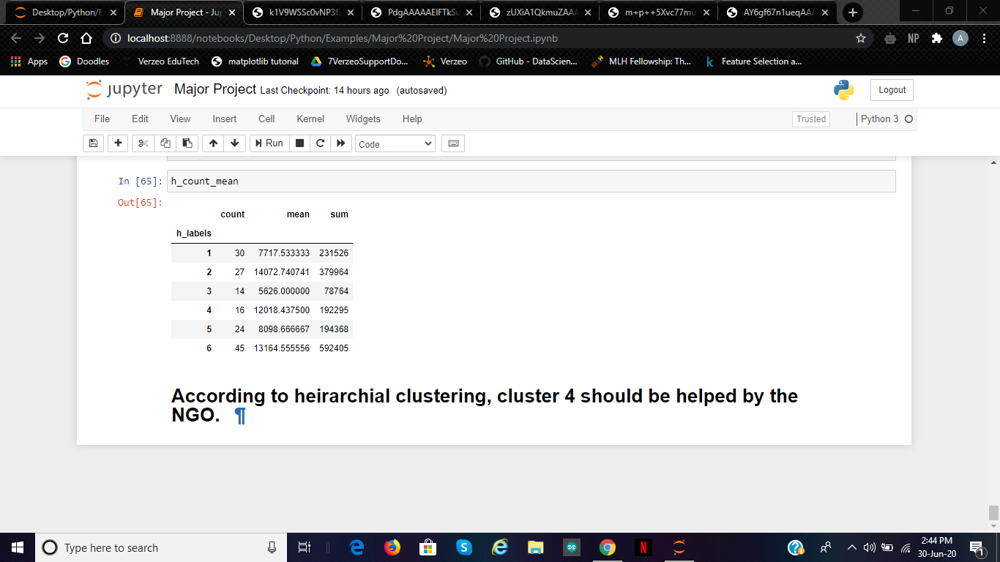 Desktop/Python/E
Major Project - Jup
k1V9WSSc0vNP3f
PdgAAAAAElFTkSu
zUXiA1QkmuZAAA
m+p++5Xvc77mu
AY6gf67n1ueqAAA
localhost:8888/notebooks/Desktop/Python/Examples/Major%20Project/Major%20Project.ipynb
NP
A
Apps
Doodles
Verzeo EduTech
matplotlib tutorial
7VerzeoSupportDo...
Verzeo
GitHub - DataScien...
MLH Fellowship: Th...
Feature Selection a...
jupyter Major Project Last Checkpoint: 14 hours ago (autosaved)
Logout
File Edit View Insert Cell Kernel Widgets Help
Trusted
Python 3
Run
Code
In [65]: h_count_mean
Out[65]:
count mean sum
h_labels
1 30 7717.533333 231526
2 27 14072.740741 379964
3 14 5626.000000 78764
4 16 12018.437500 192295
5 24 8098.666667 194368
6 45 13164.555556 592405
According to heirarchial clustering, cluster 4 should be helped by the
NGO. ¶
Type here to search
2:44 PM
30-Jun-20
1